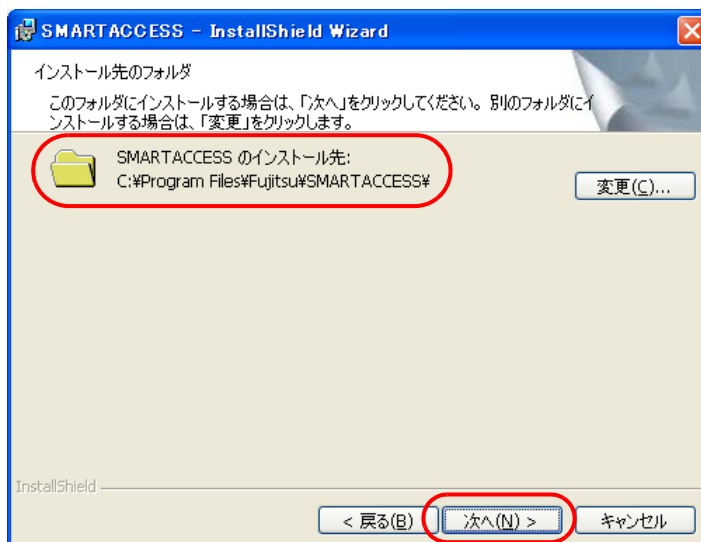 SMARTACCESS - InstallShield Wizard
インストール先のフォルダ
このフォルダにインストールする場合は、「次へ」をクリックしてください。別のフォルダにイ
ンストールする場合は、「変更」をクリックします。
SMARTACCESS のインストール先:
C:¥Program Files¥Fujitsu¥SMARTACCESS¥
変更(C)...
InstallShield
< 戻る(B)
次へ(N) >
キャンセル